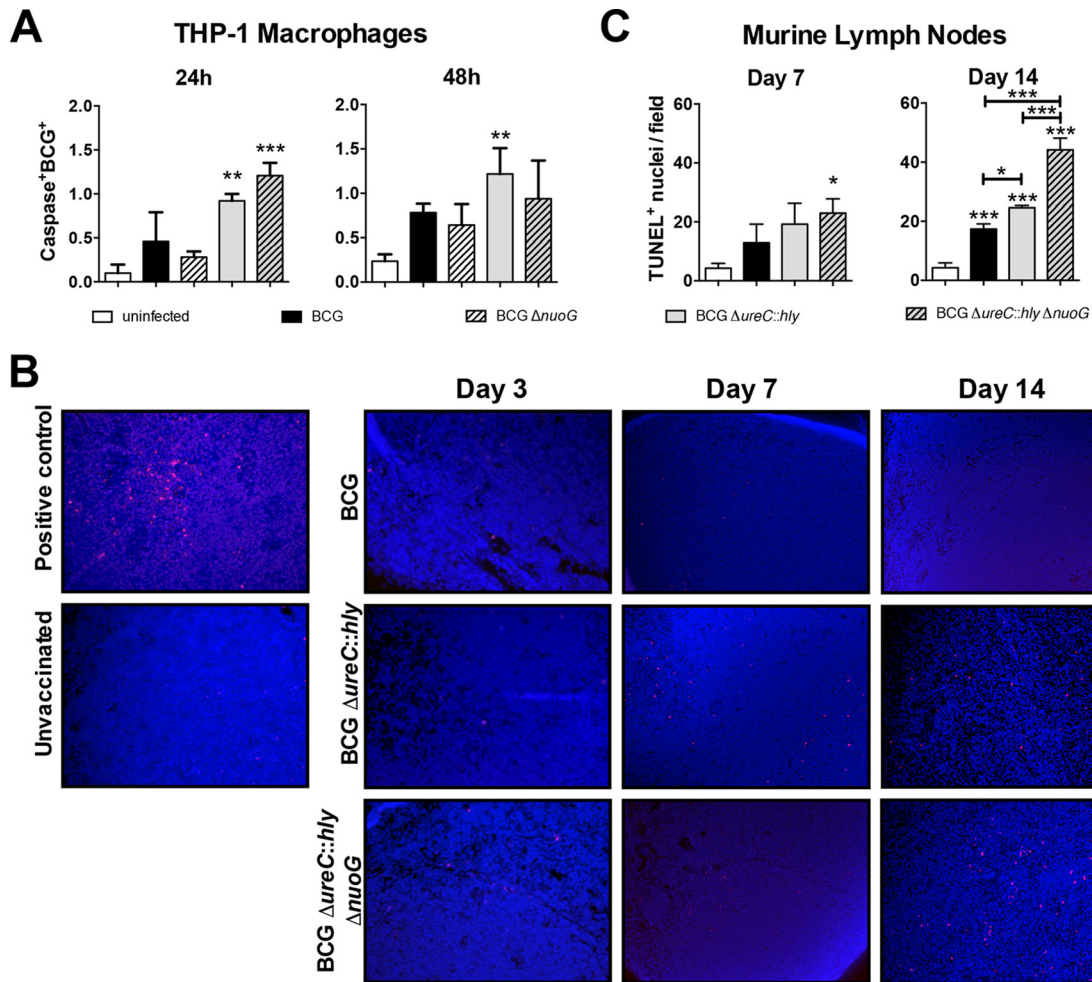 A
THP-1 Macrophages
24h
48h
Caspase⁺BCG⁺
2.0
1.5
1.0
0.5
0.0
**
***
2.0
1.5
1.0
0.5
0.0
**
C
Murine Lymph Nodes
Day 7
Day 14
TUNEL⁺ nuclei / field
60
40
20
0
*
60
40
20
0
***
***
***
*
***
***
uninfected
BCG
BCG ΔnuoG
BCG ΔureC::hly
BCG ΔureC::hly ΔnuoG
B
Day 3
Day 7
Day 14
Positive control
Unvaccinated
BCG
BCG ΔureC::hly
BCG ΔureC::hly
ΔnuoG